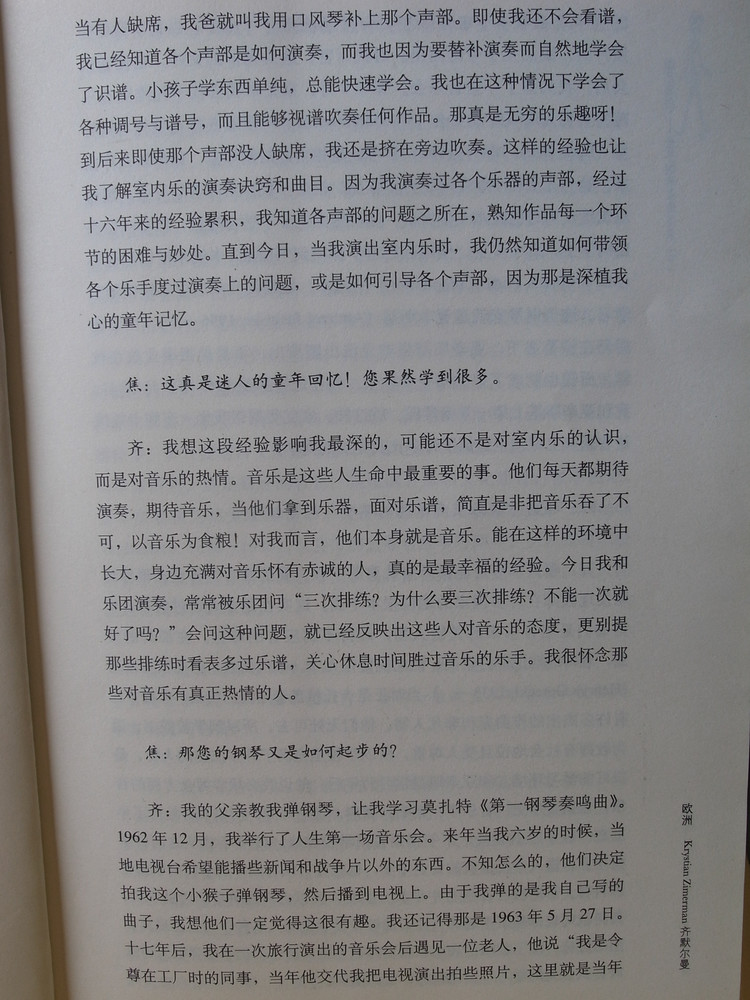 当有人缺席，我爸就叫我用口风琴补上那个声部。即使我还不会看谱，
我已经知道各个声部是如何演奏，而我也因为要替补演奏而自然地学会
了识谱。小孩子学东西单纯，总能快速学会。我也在这种情况下学会了
各种调号与谱号，而且能够视谱吹奏任何作品。那真是无穷的乐趣呀！
到后来即使那个声部没人缺席，我还是挤在旁边吹奏。这样的经验也让
我了解室内乐的演奏诀窍和曲目。因为我演奏过各个乐器的声部，经过
十六年来的经验累积，我知道各声部的问题之所在，熟知作品每一个环
节的困难与妙处。直到今日，当我演出室内乐时，我仍然知道如何带领
各个乐手度过演奏上的问题，或是如何引导各个声部，因为那是深植我
心的童年记忆。
焦：这真是迷人的童年回忆！您果然学到很多。
齐：我想这段经验影响我最深的，可能还不是对室内乐的认识，
而是对音乐的热情。音乐是这些人生命中最重要的事。他们每天都期待
演奏，期待音乐，当他们拿到乐器，面对乐谱，简直是非把音乐吞了不
可，以音乐为食粮！对我而言，他们本身就是音乐。能在这样的环境中
长大，身边充满对音乐怀有赤诚的人，真的是最幸福的经验。今日我和
乐团演奏，常常被乐团问“三次排练？为什么要三次排练？不能一次就
好了吗？”会问这种问题，就已经反映出这些人对音乐的态度，更别提
那些排练时看表多过乐谱，关心休息时间胜过音乐的乐手。我很怀念那
些对音乐有真正热情的人。
焦：那您的钢琴又是如何起步的？
齐：我的父亲教我弹钢琴，让我学习莫扎特《第一钢琴奏鸣曲》。
1962 年 12 月，我举行了人生第一场音乐会。来年当我六岁的时候，当
地电视台希望能播些新闻和战争片以外的东西。不知怎么的，他们决定
拍我这个小猴子弹钢琴，然后播到电视上。由于我弹的是我自己写的
曲子，我想他们一定觉得这很有趣。我还记得那是 1963 年 5 月 27 日。
十七年后，我在一次旅行演出的音乐会后遇见一位老人，他说“我是令
尊在工厂时的同事，当年他交代我把电视演出拍些照片，这里就是当年
欧洲 Krystian Zimerman 齐默尔曼